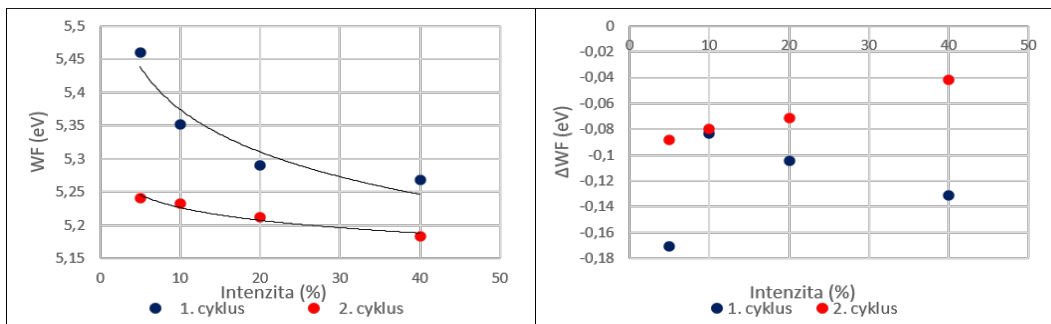 5,5
5,45
5,4
5,35
5,3
5,25
5,2
5,15
WF (eV)
0 10 20 30 40 50
Intenzita (%)
1. cyklus 2. cyklus
0
-0,02
-0,04
-0,06
-0,08
-0,1
-0,12
-0,14
-0,16
-0,18
ΔWF (eV)
0 10 20 30 40 50
Intenzita (%)
1. cyklus 2. cyklus